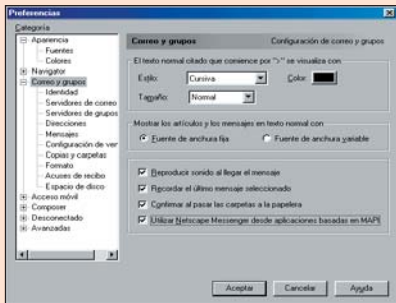 Preferencias
Categoría
Apariencia
Fuentes
Colores
Navigator
Correo y grupos
Identidad
Servidores de correo
Servidores de grupos
Direcciones
Mensajes
Configuración de ver
Copias y carpetas
Formato
Acuses de recibo
Espacio de disco
Acceso móvil
Composer
Desconectado
Avanzadas
Correo y grupos Configuración de correo y grupos
El texto normal citado que comience por ">" se visualiza con
Estilo: Cursiva Color:
Tamaño: Normal
Mostrar los artículos y los mensajes en texto normal con
Fuente de anchura fija Fuente de anchura variable
Reproducir sonido al llegar el mensaje
Recordar el último mensaje seleccionado
Confirmar al pasar las carpetas a la papelera
Utilizar Netscape Messenger desde aplicaciones basadas en MAPI
Aceptar Cancelar Ayuda